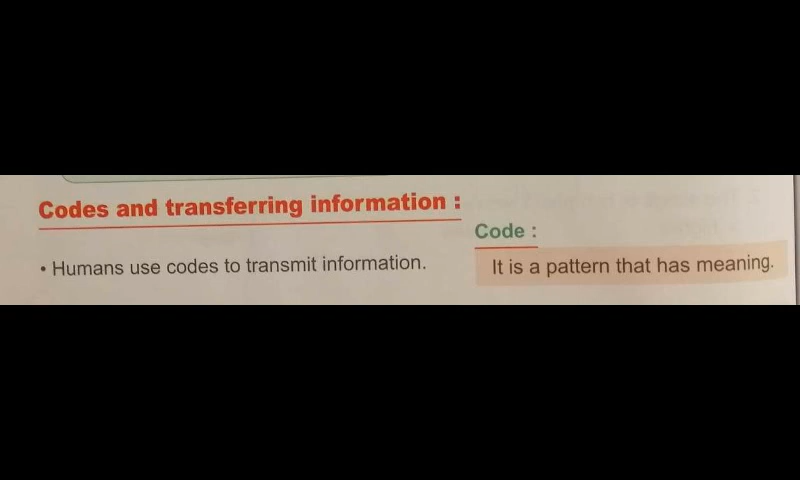 Codes and transferring information :
• Humans use codes to transmit information.
Code :
It is a pattern that has meaning.